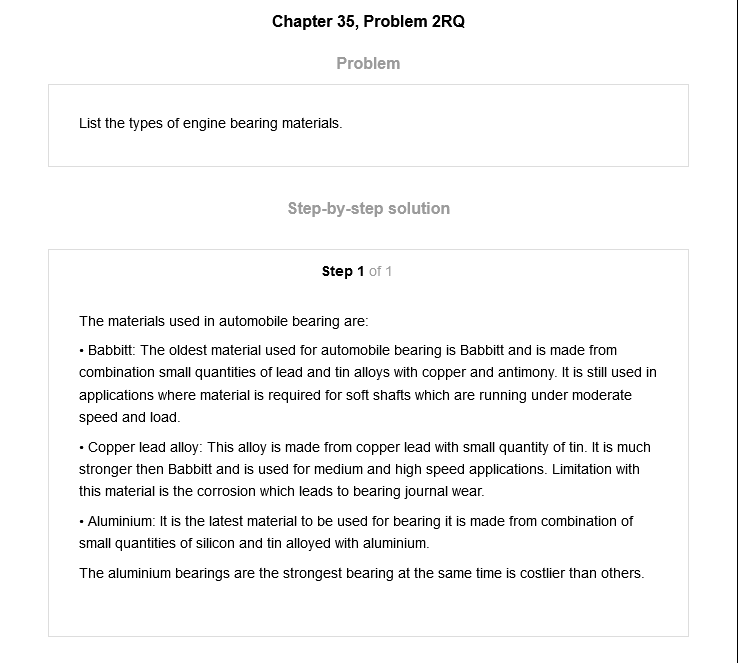 Chapter 35, Problem 2RQ
Problem
List the types of engine bearing materials.
Step-by-step solution
Step 1 of 1
The materials used in automobile bearing are:
• Babbitt: The oldest material used for automobile bearing is Babbitt and is made from
combination small quantities of lead and tin alloys with copper and antimony. It is still used in
applications where material is required for soft shafts which are running under moderate
speed and load.
• Copper lead alloy: This alloy is made from copper lead with small quantity of tin. It is much
stronger then Babbitt and is used for medium and high speed applications. Limitation with
this material is the corrosion which leads to bearing journal wear.
• Aluminium: It is the latest material to be used for bearing it is made from combination of
small quantities of silicon and tin alloyed with aluminium.
The aluminium bearings are the strongest bearing at the same time is costlier than others.